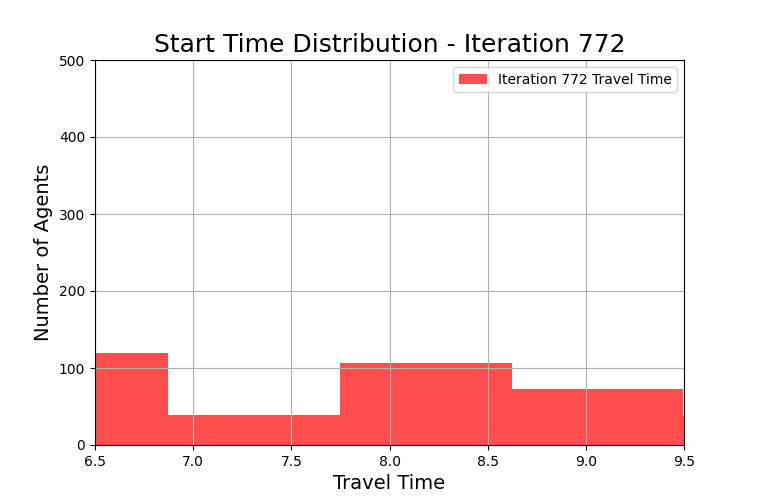 Start Time Distribution - Iteration 772
Iteration 772 Travel Time
Number of Agents
500
400
300
200
100
0
6.5 7.0 7.5 8.0 8.5 9.0 9.5
Travel Time